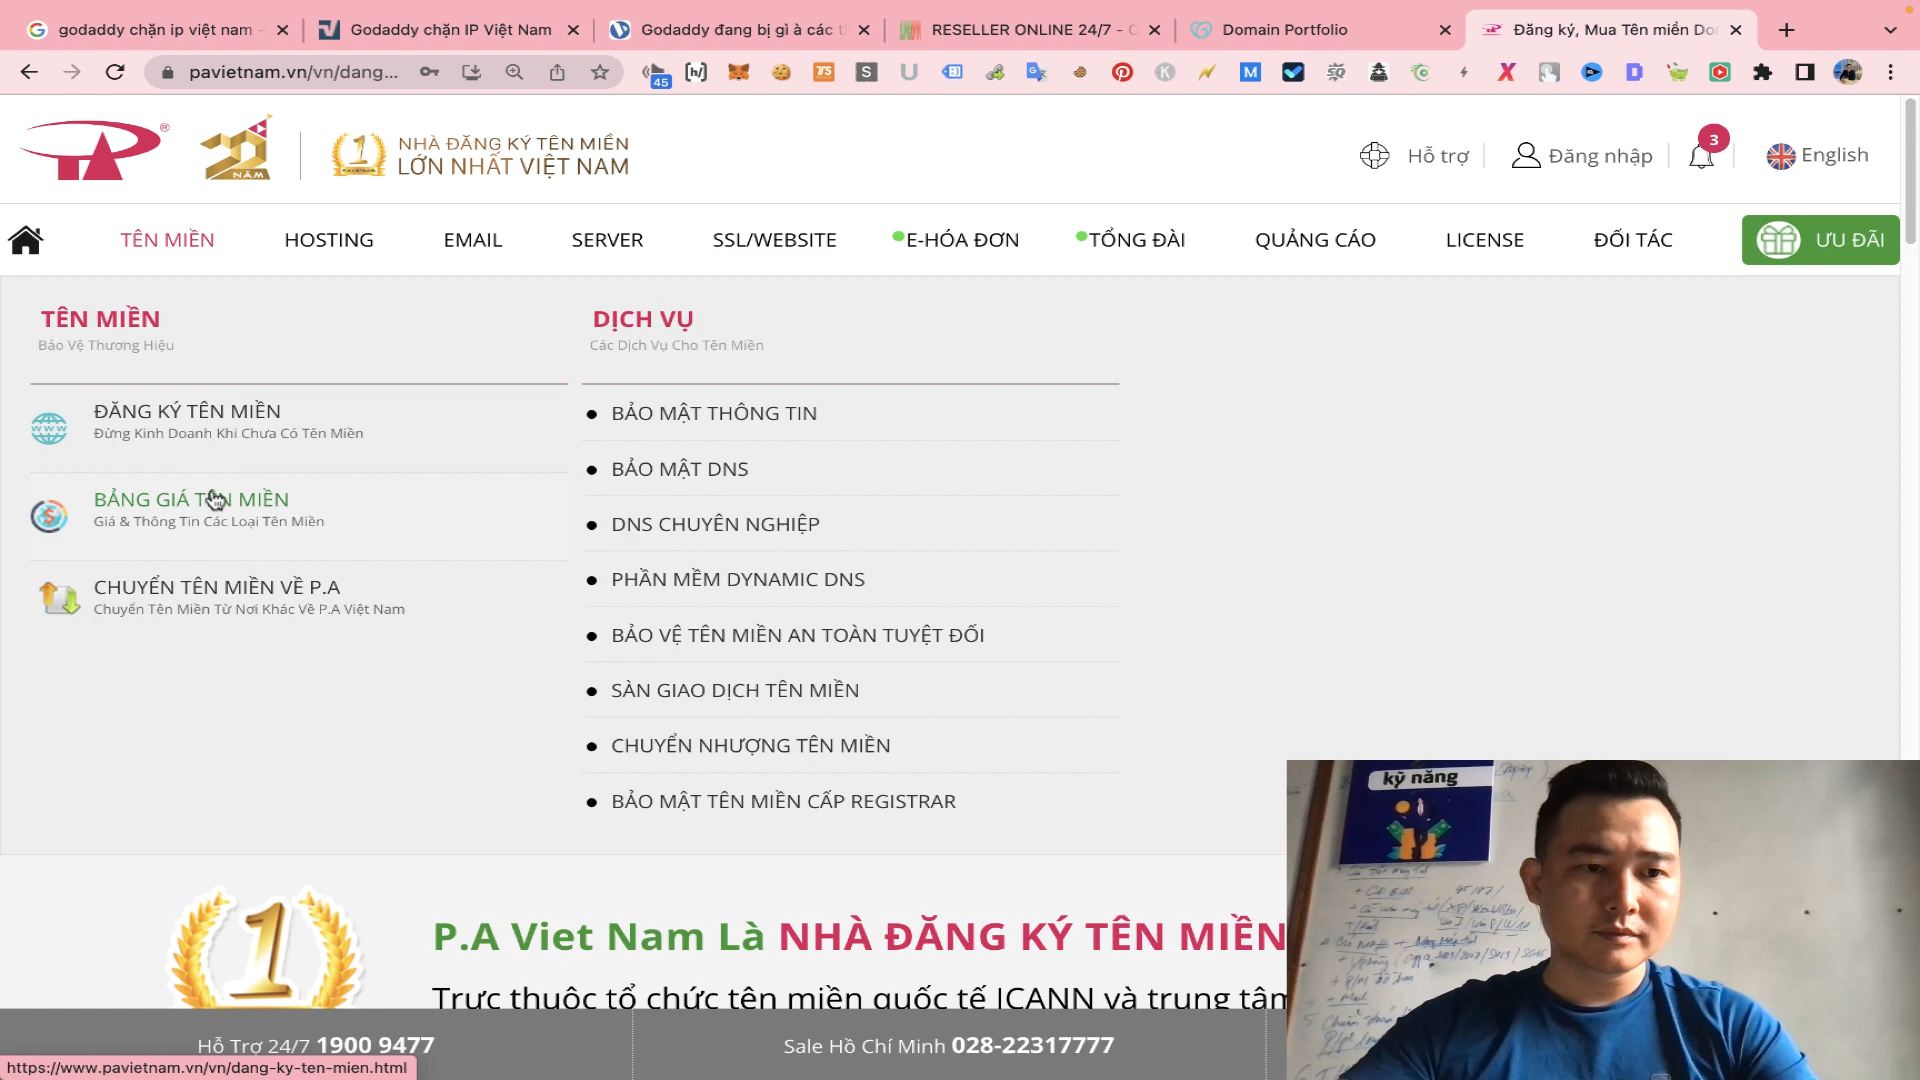 godaddy chặn ip việt nam -
Godaddy chặn IP Việt Nam
Godaddy đang bị gì à các t
RESELLER ONLINE 24/7 - C
Domain Portfolio
Đăng ký, Mua Tên miền Do
pavietnam.vn/vn/dang...
45
22
NĂM
1
NHÀ ĐĂNG KÝ TÊN MIỀN
LỚN NHẤT VIỆT NAM
Hỗ trợ
Đăng nhập
3
English
TÊN MIỀN
HOSTING
EMAIL
SERVER
SSL/WEBSITE
E-HÓA ĐƠN
TỔNG ĐÀI
QUẢNG CÁO
LICENSE
ĐỐI TÁC
ƯU ĐÃI
TÊN MIỀN
Bảo Vệ Thương Hiệu
ĐĂNG KÝ TÊN MIỀN
Đừng Kinh Doanh Khi Chưa Có Tên Miền
BẢNG GIÁ TÊN MIỀN
Giá & Thông Tin Các Loại Tên Miền
CHUYỂN TÊN MIỀN VỀ P.A
Chuyển Tên Miền Từ Nơi Khác Về P.A Việt Nam
DỊCH VỤ
Các Dịch Vụ Cho Tên Miền
BẢO MẬT THÔNG TIN
BẢO MẬT DNS
DNS CHUYÊN NGHIỆP
PHẦN MỀM DYNAMIC DNS
BẢO VỆ TÊN MIỀN AN TOÀN TUYỆT ĐỐI
SÀN GIAO DỊCH TÊN MIỀN
CHUYỂN NHƯỢNG TÊN MIỀN
BẢO MẬT TÊN MIỀN CẤP REGISTRAR
1
P.A Viet Nam Là NHÀ ĐĂNG KÝ TÊN MIỀN
Trực thuộc tổ chức tên miền quốc tế ICANN và trung tâm
kỹ năng
Hỗ Trợ 24/7 1900 9477
Sale Hồ Chí Minh 028-22317777
https://www.pavietnam.vn/vn/dang-ky-ten-mien.html